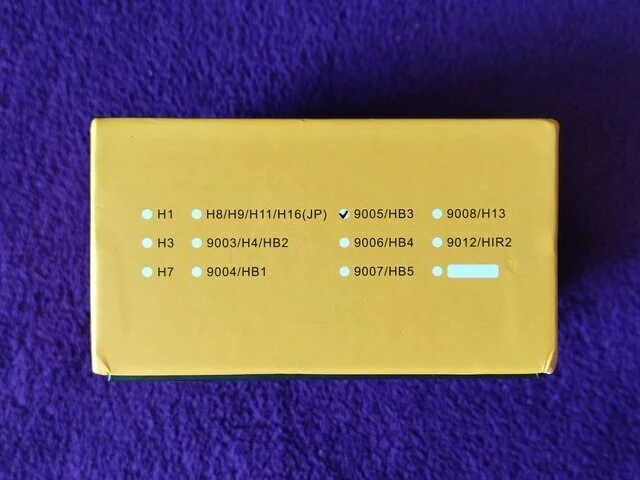 H1 H8/H9/H11/H16(JP) 9005/HB3 9008/H13
H3 9003/H4/HB2 9006/HB4 9012/HIR2
H7 9004/HB1 9007/HB5